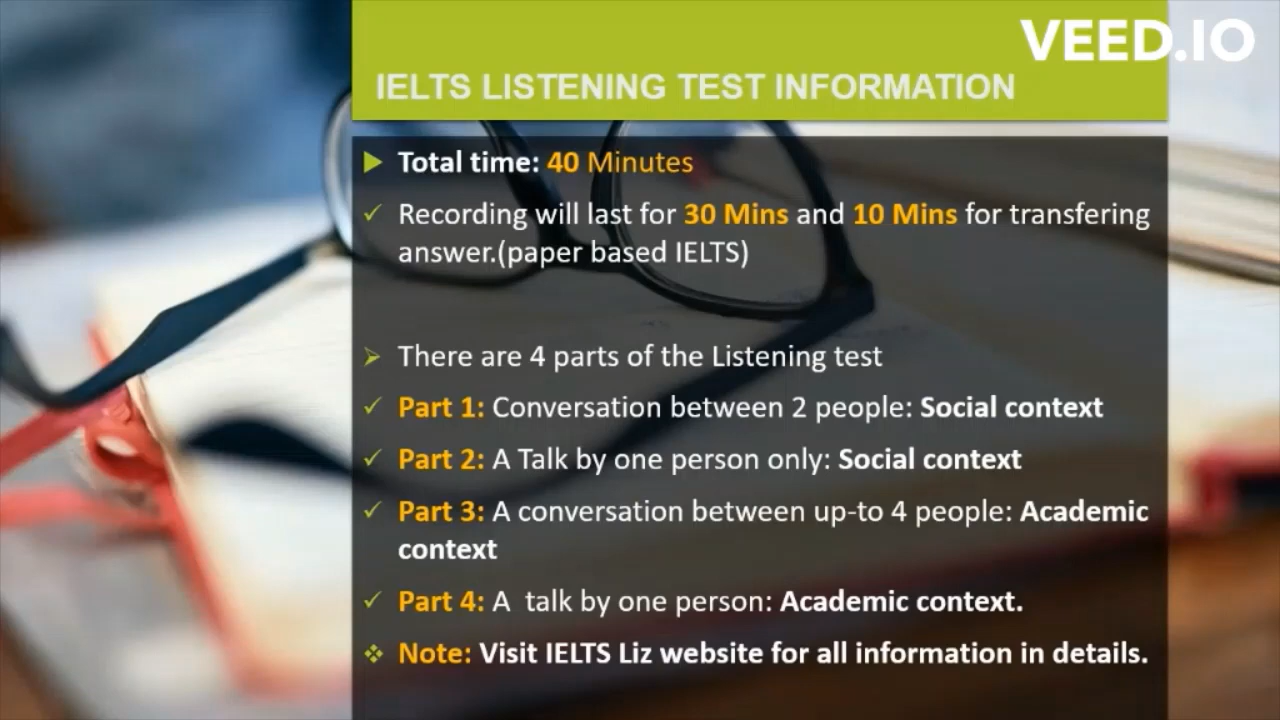 VEED.IO
IELTS LISTENING TEST INFORMATION
Total time: 40 Minutes
Recording will last for 30 Mins and 10 Mins for transfering
answer.(paper based IELTS)
There are 4 parts of the Listening test
Part 1: Conversation between 2 people: Social context
Part 2: A Talk by one person only: Social context
Part 3: A conversation between up-to 4 people: Academic
context
Part 4: A  talk by one person: Academic context.
Note: Visit IELTS Liz website for all information in details.